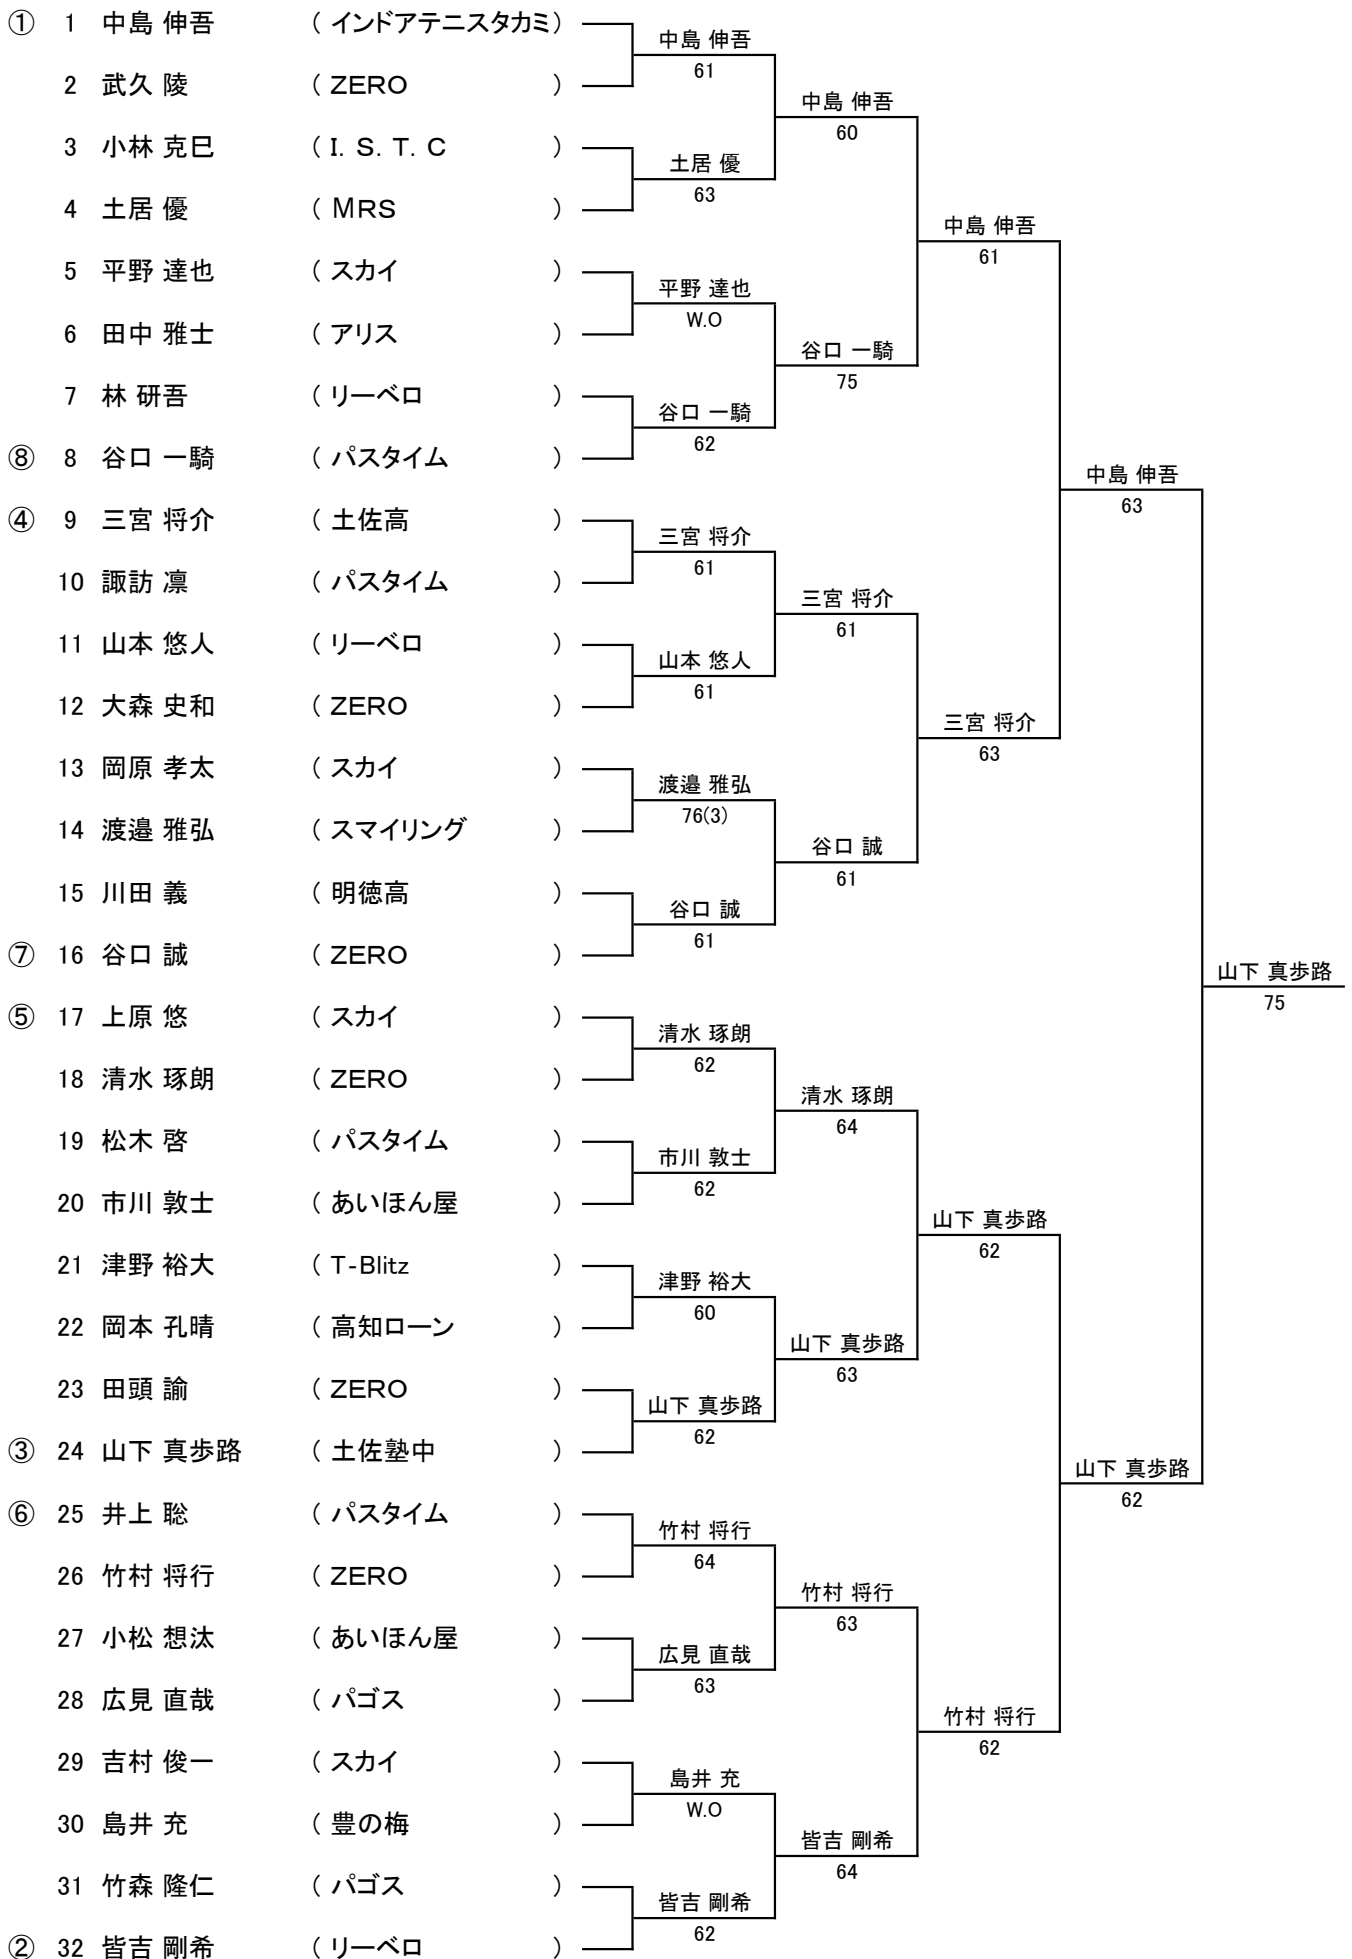 ① 1 中島 伸吾 ( インドアテニスタカミ)
2 武久 陵 ( ZERO )
3 小林 克巳 ( I. S. T. C )
4 土居 優 ( MRS )
5 平野 達也 ( スカイ )
6 田中 雅士 ( アリス )
7 林 研吾 ( リーベロ )
⑧ 8 谷口 一騎 ( パスタイム )
④ 9 三宮 将介 ( 土佐高 )
10 諏訪 凛 ( パスタイム )
11 山本 悠人 ( リーベロ )
12 大森 史和 ( ZERO )
13 岡原 孝太 ( スカイ )
14 渡邉 雅弘 ( スマイリング )
15 川田 義 ( 明徳高 )
⑦ 16 谷口 誠 ( ZERO )
⑤ 17 上原 悠 ( スカイ )
18 清水 琢朗 ( ZERO )
19 松木 啓 ( パスタイム )
20 市川 敦士 ( あいほん屋 )
21 津野 裕大 ( T-Blitz )
22 岡本 孔晴 ( 高知ローン )
23 田頭 諭 ( ZERO )
③ 24 山下 真歩路 ( 土佐塾中 )
⑥ 25 井上 聡 ( パスタイム )
26 竹村 将行 ( ZERO )
27 小松 想汰 ( あいほん屋 )
28 広見 直哉 ( パゴス )
29 吉村 俊一 ( スカイ )
30 島井 充 ( 豊の梅 )
31 竹森 隆仁 ( パゴス )
② 32 皆吉 剛希 ( リーベロ )
中島 伸吾
61
土居 優
63
平野 達也
W.O
谷口 一騎
62
三宮 将介
61
山本 悠人
61
渡邉 雅弘
76(3)
谷口 誠
61
清水 琢朗
62
市川 敦士
62
津野 裕大
60
山下 真歩路
62
竹村 将行
64
広見 直哉
63
島井 充
W.O
皆吉 剛希
62
中島 伸吾
60
谷口 一騎
75
三宮 将介
61
谷口 誠
61
清水 琢朗
64
山下 真歩路
63
竹村 将行
63
皆吉 剛希
64
中島 伸吾
61
三宮 将介
63
山下 真歩路
62
竹村 将行
62
中島 伸吾
63
山下 真歩路
62
山下 真歩路
75